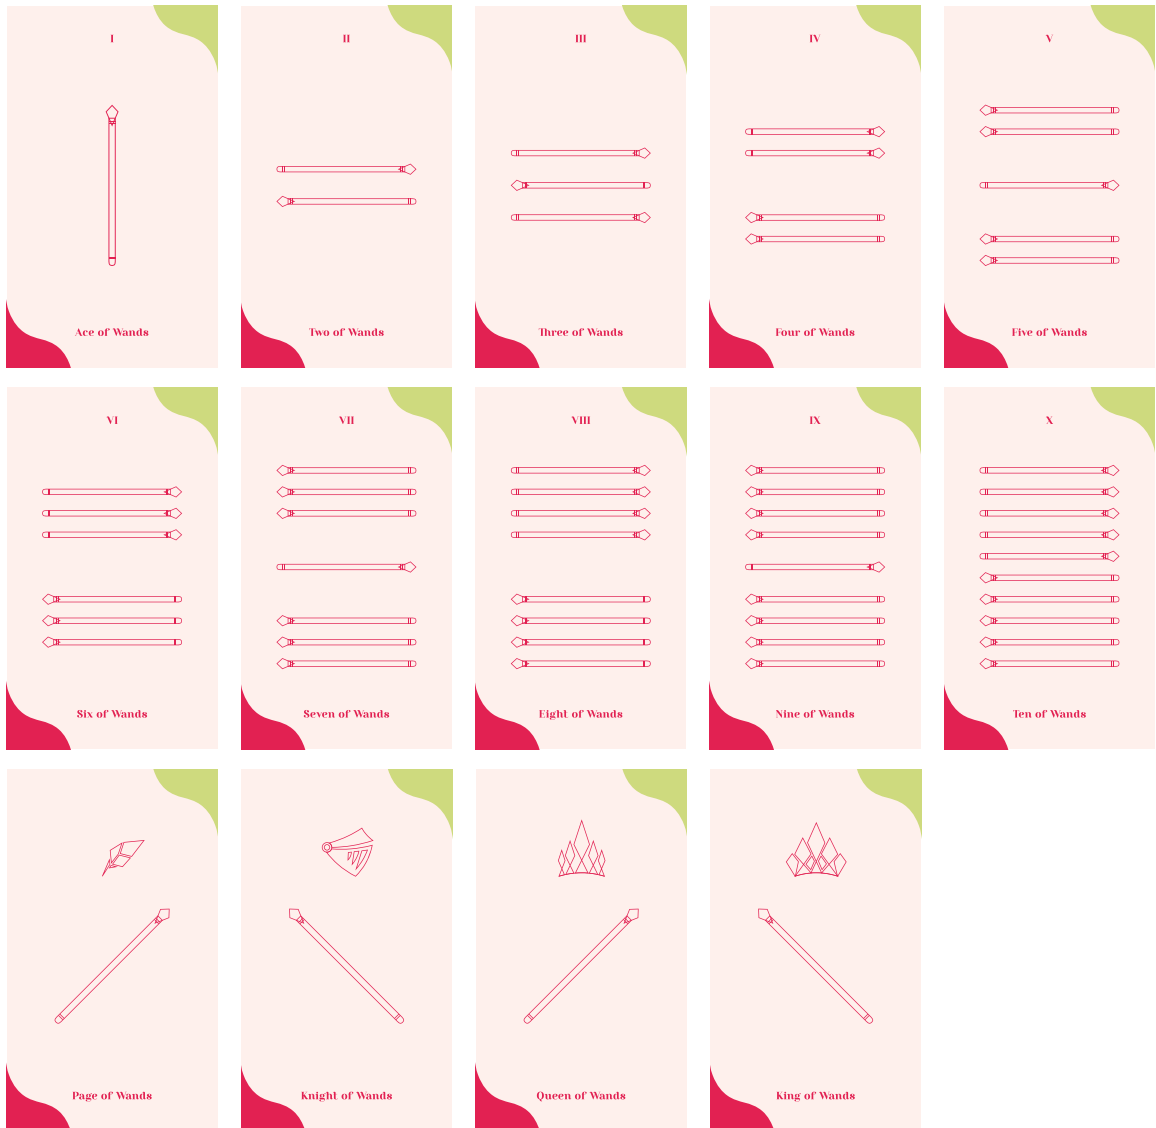 I
Ace of Wands
II
Two of Wands
III
Three of Wands
IV
Four of Wands
V
Five of Wands
VI
Six of Wands
VII
Seven of Wands
VIII
Eight of Wands
IX
Nine of Wands
X
Ten of Wands
Page of Wands
Knight of Wands
Queen of Wands
King of Wands